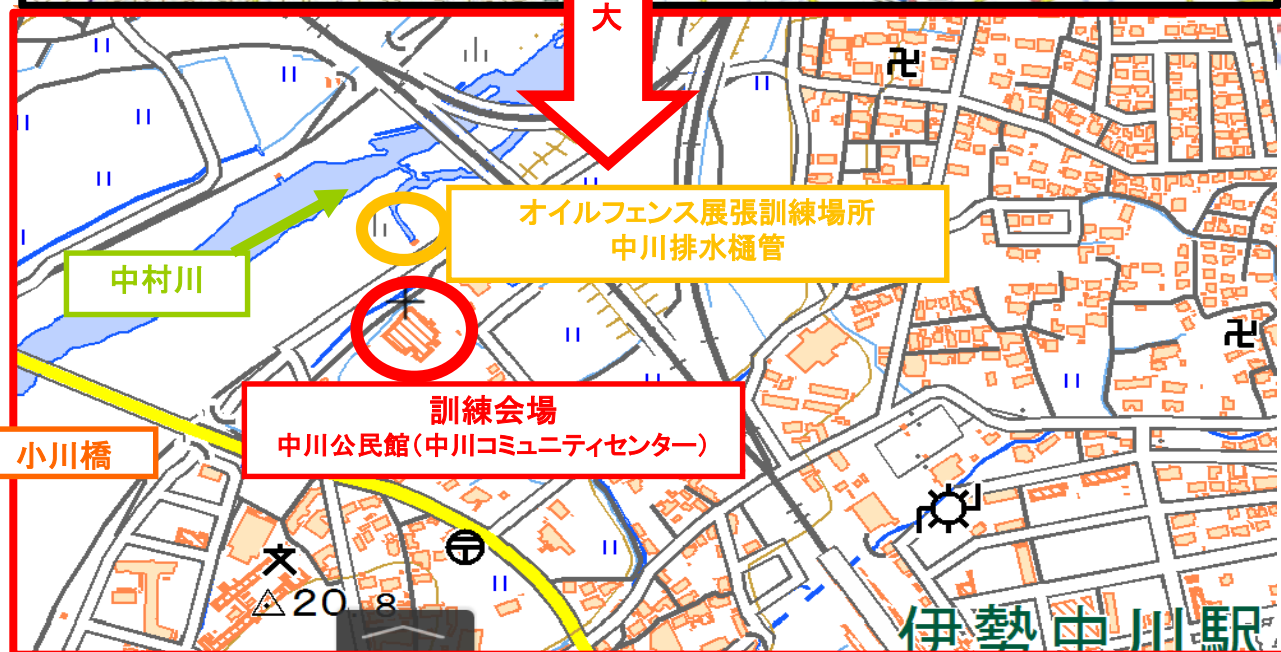 大
オイルフェンス展張訓練場所
中川排水樋管
中村川
訓練会場
中川公民館(中川コミュニティセンター)
小川橋
20.8
伊勢中川駅